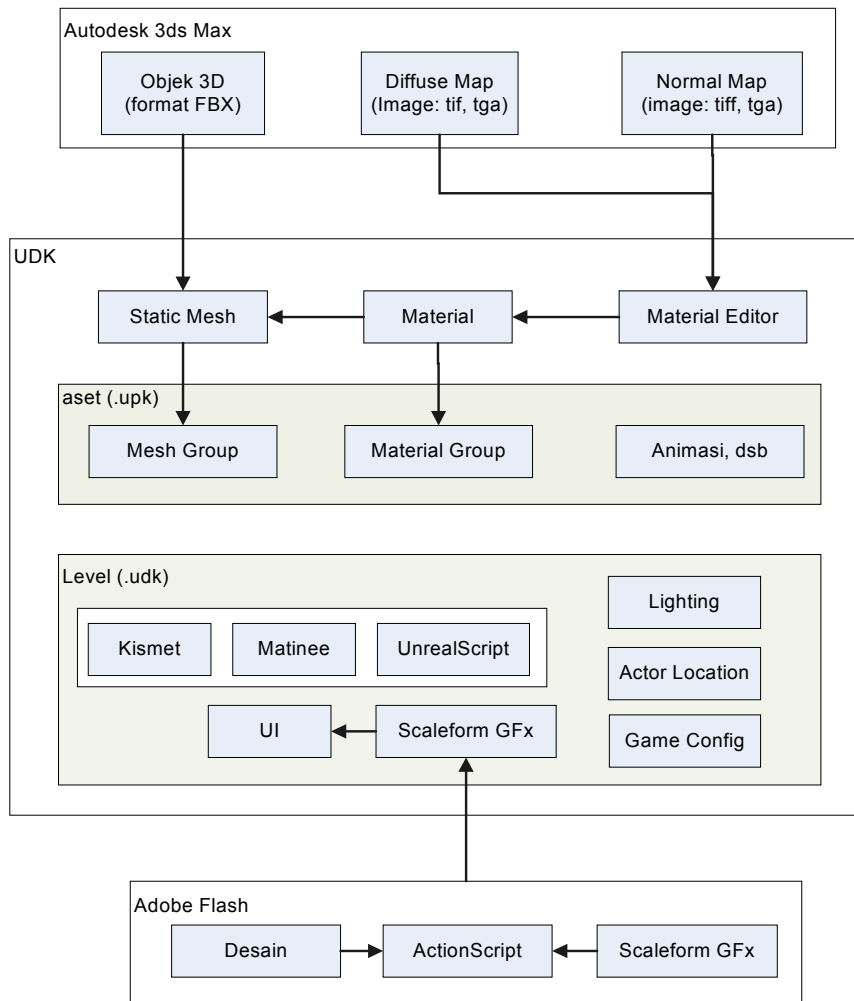 Autodesk 3ds Max
Objek 3D
(format FBX)
Diffuse Map
(Image: tif, tga)
Normal Map
(image: tiff, tga)
UDK
Static Mesh
Material
Material Editor
aset (.upk)
Mesh Group
Material Group
Animasi, dsb
Level (.udk)
Lighting
Kismet
Matinee
UnrealScript
Actor Location
UI
Scaleform GFx
Game Config
Adobe Flash
Desain
ActionScript
Scaleform GFx